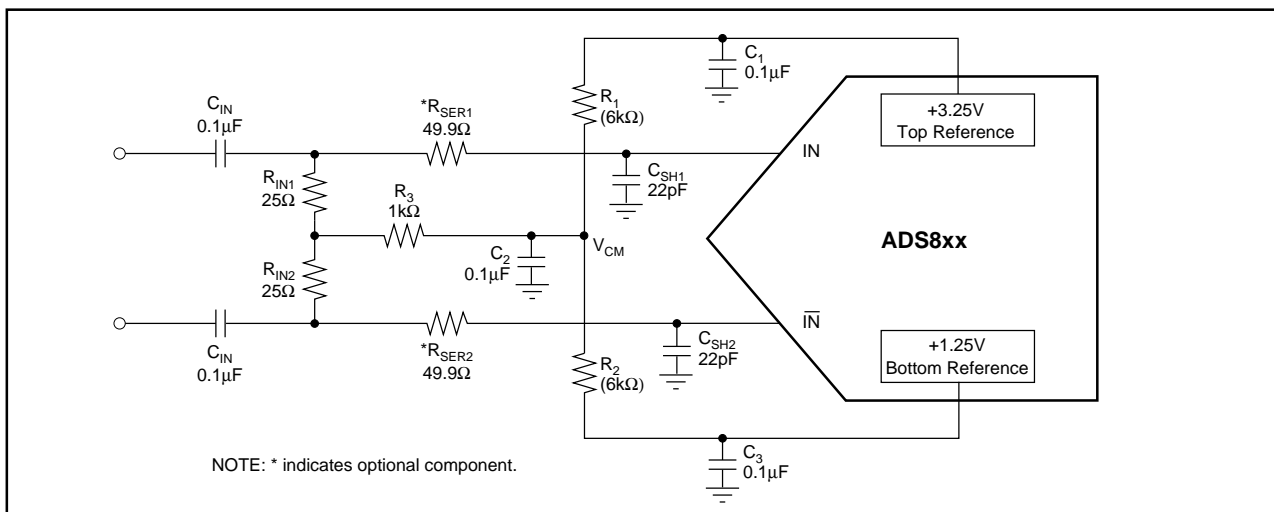 C1
0.1µF
CIN
0.1µF
*RSER1
49.9Ω
R1
(6kΩ)
+3.25V
Top Reference
IN
RIN1
25Ω
CSH1
22pF
R3
1kΩ
ADS8xx
VCM
C2
0.1µF
RIN2
25Ω
IN
CIN
0.1µF
*RSER2
49.9Ω
CSH2
22pF
R2
(6kΩ)
+1.25V
Bottom Reference
C3
0.1µF
NOTE: * indicates optional component.